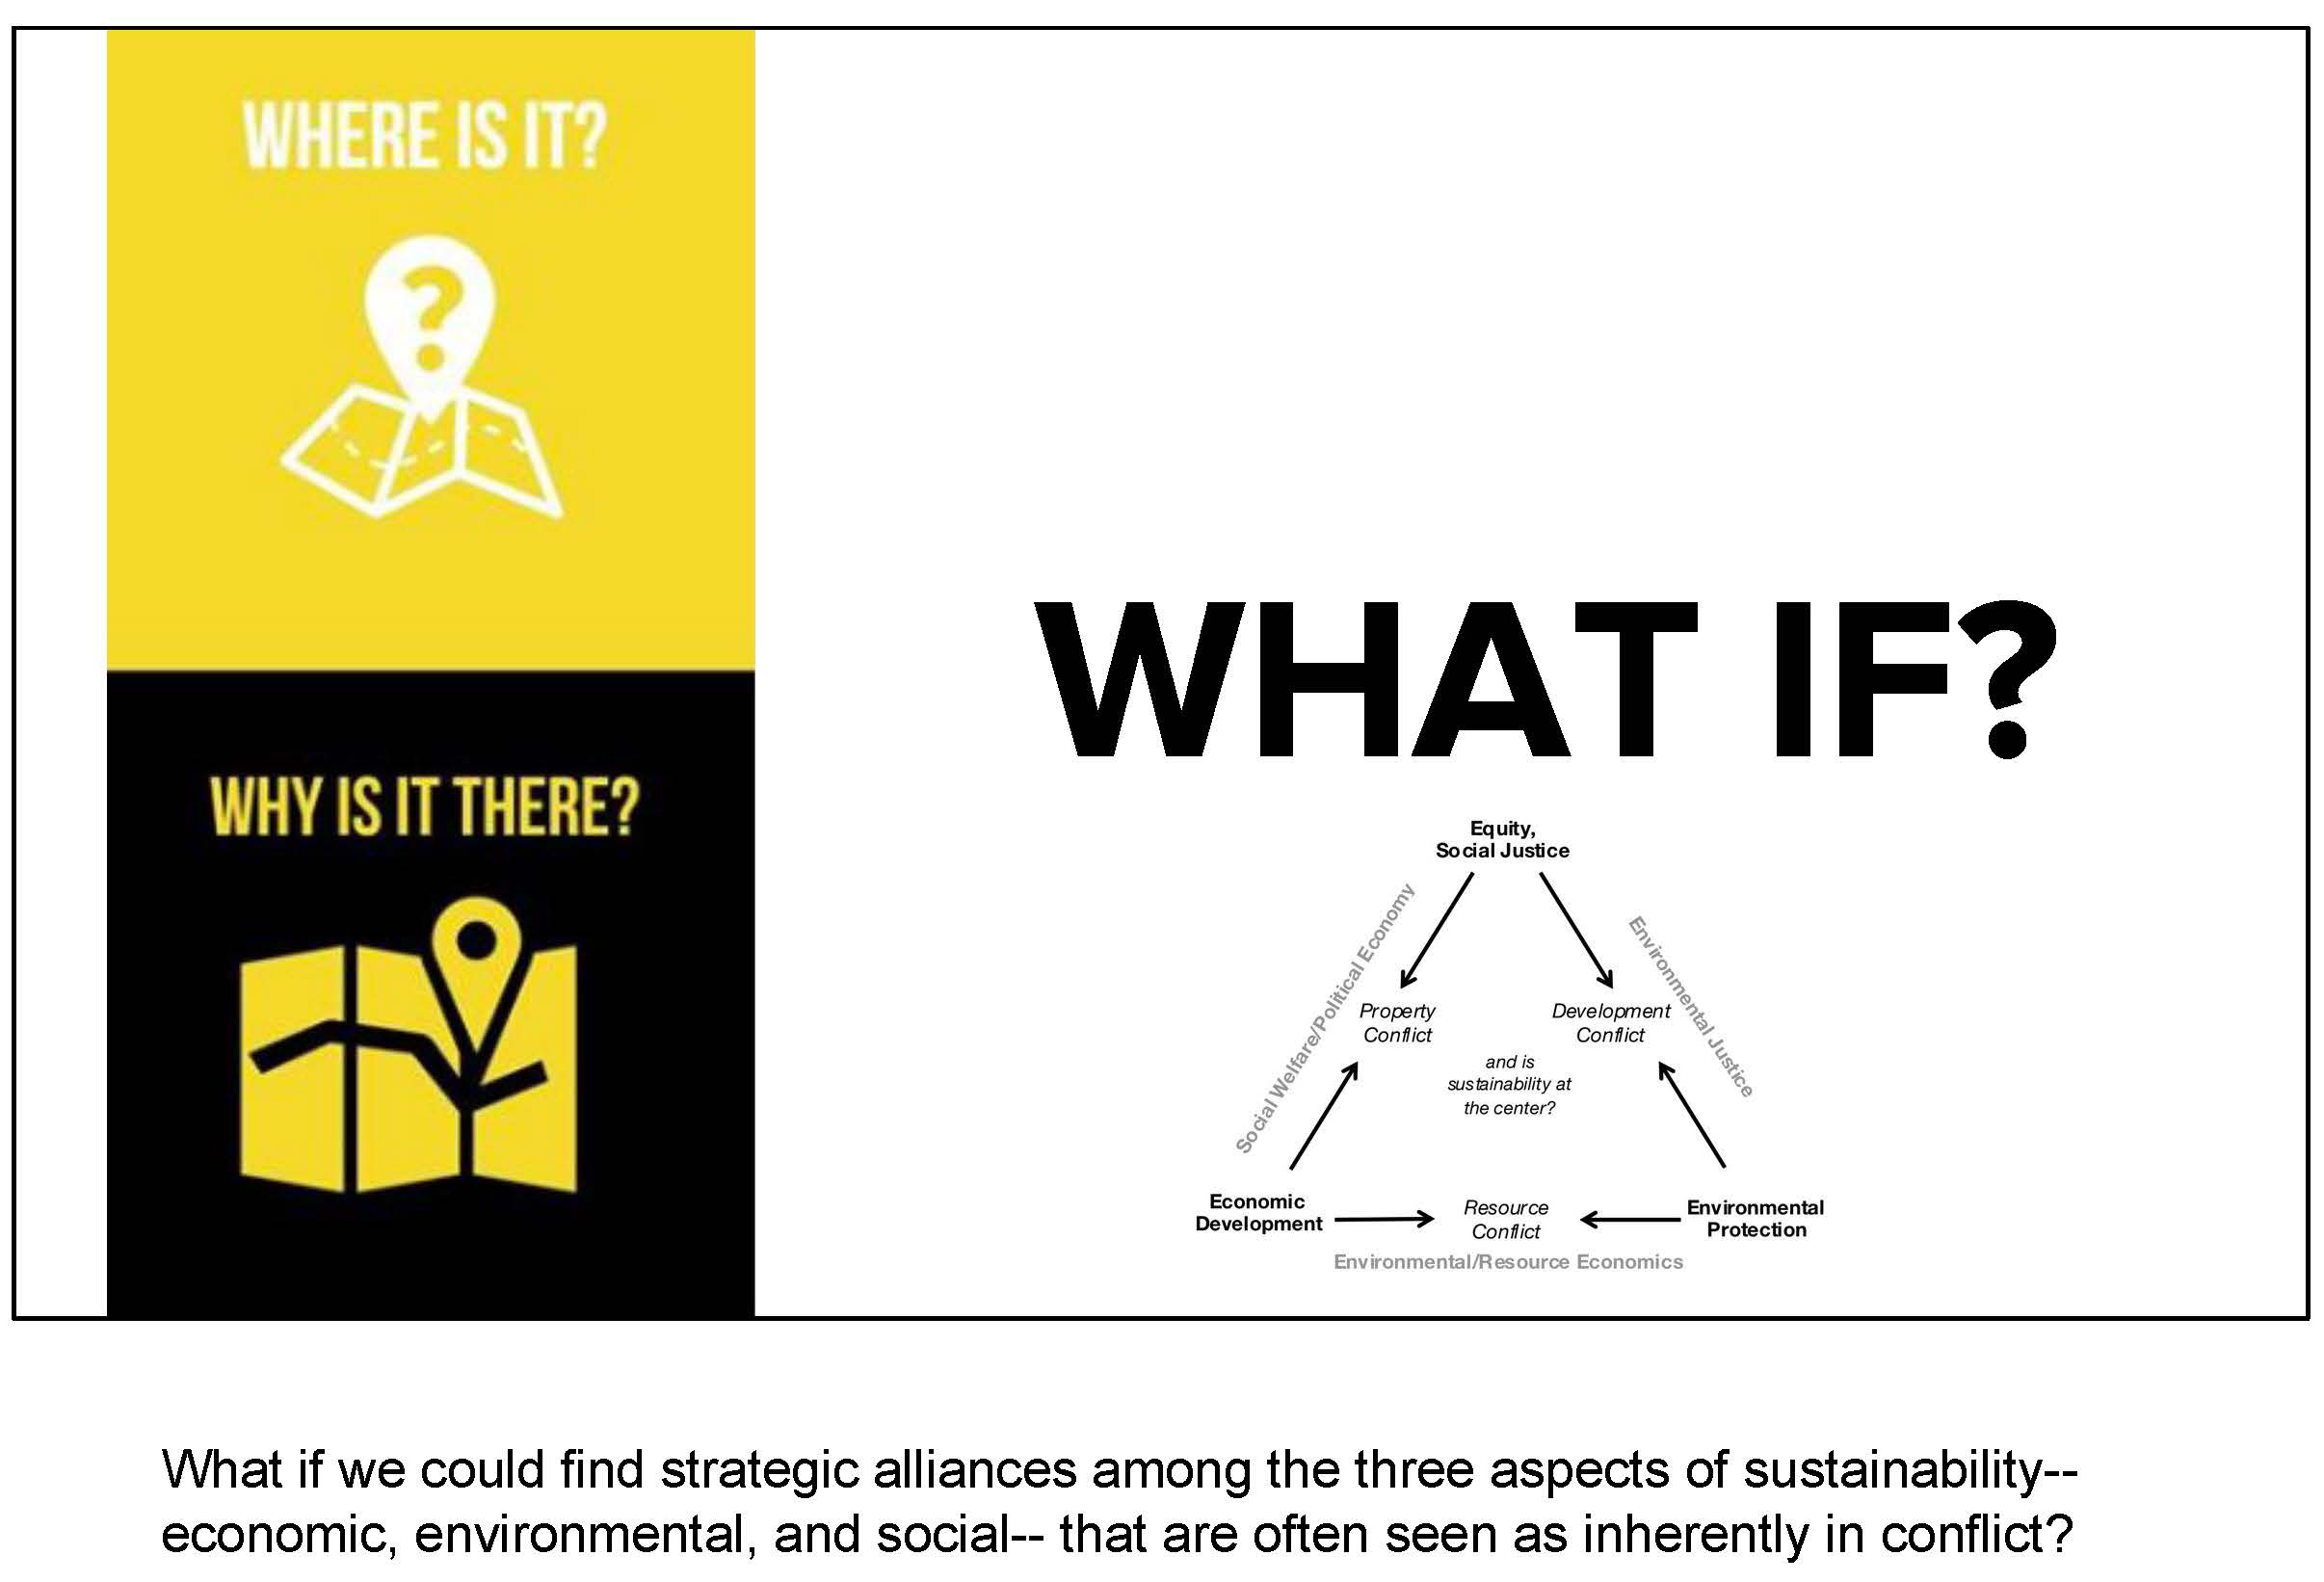 WHERE IS IT?
?
WHY IS IT THERE?
WHAT IF?
Equity,
Social Justice
Social Welfare/Political Economy
Environmental Justice
Property
Conflict
Development
Conflict
and is
sustainability at
the center?
Economic
Development
Resource
Conflict
Environmental
Protection
Environmental/Resource Economics
What if we could find strategic alliances among the three aspects of sustainability--
economic, environmental, and social-- that are often seen as inherently in conflict?